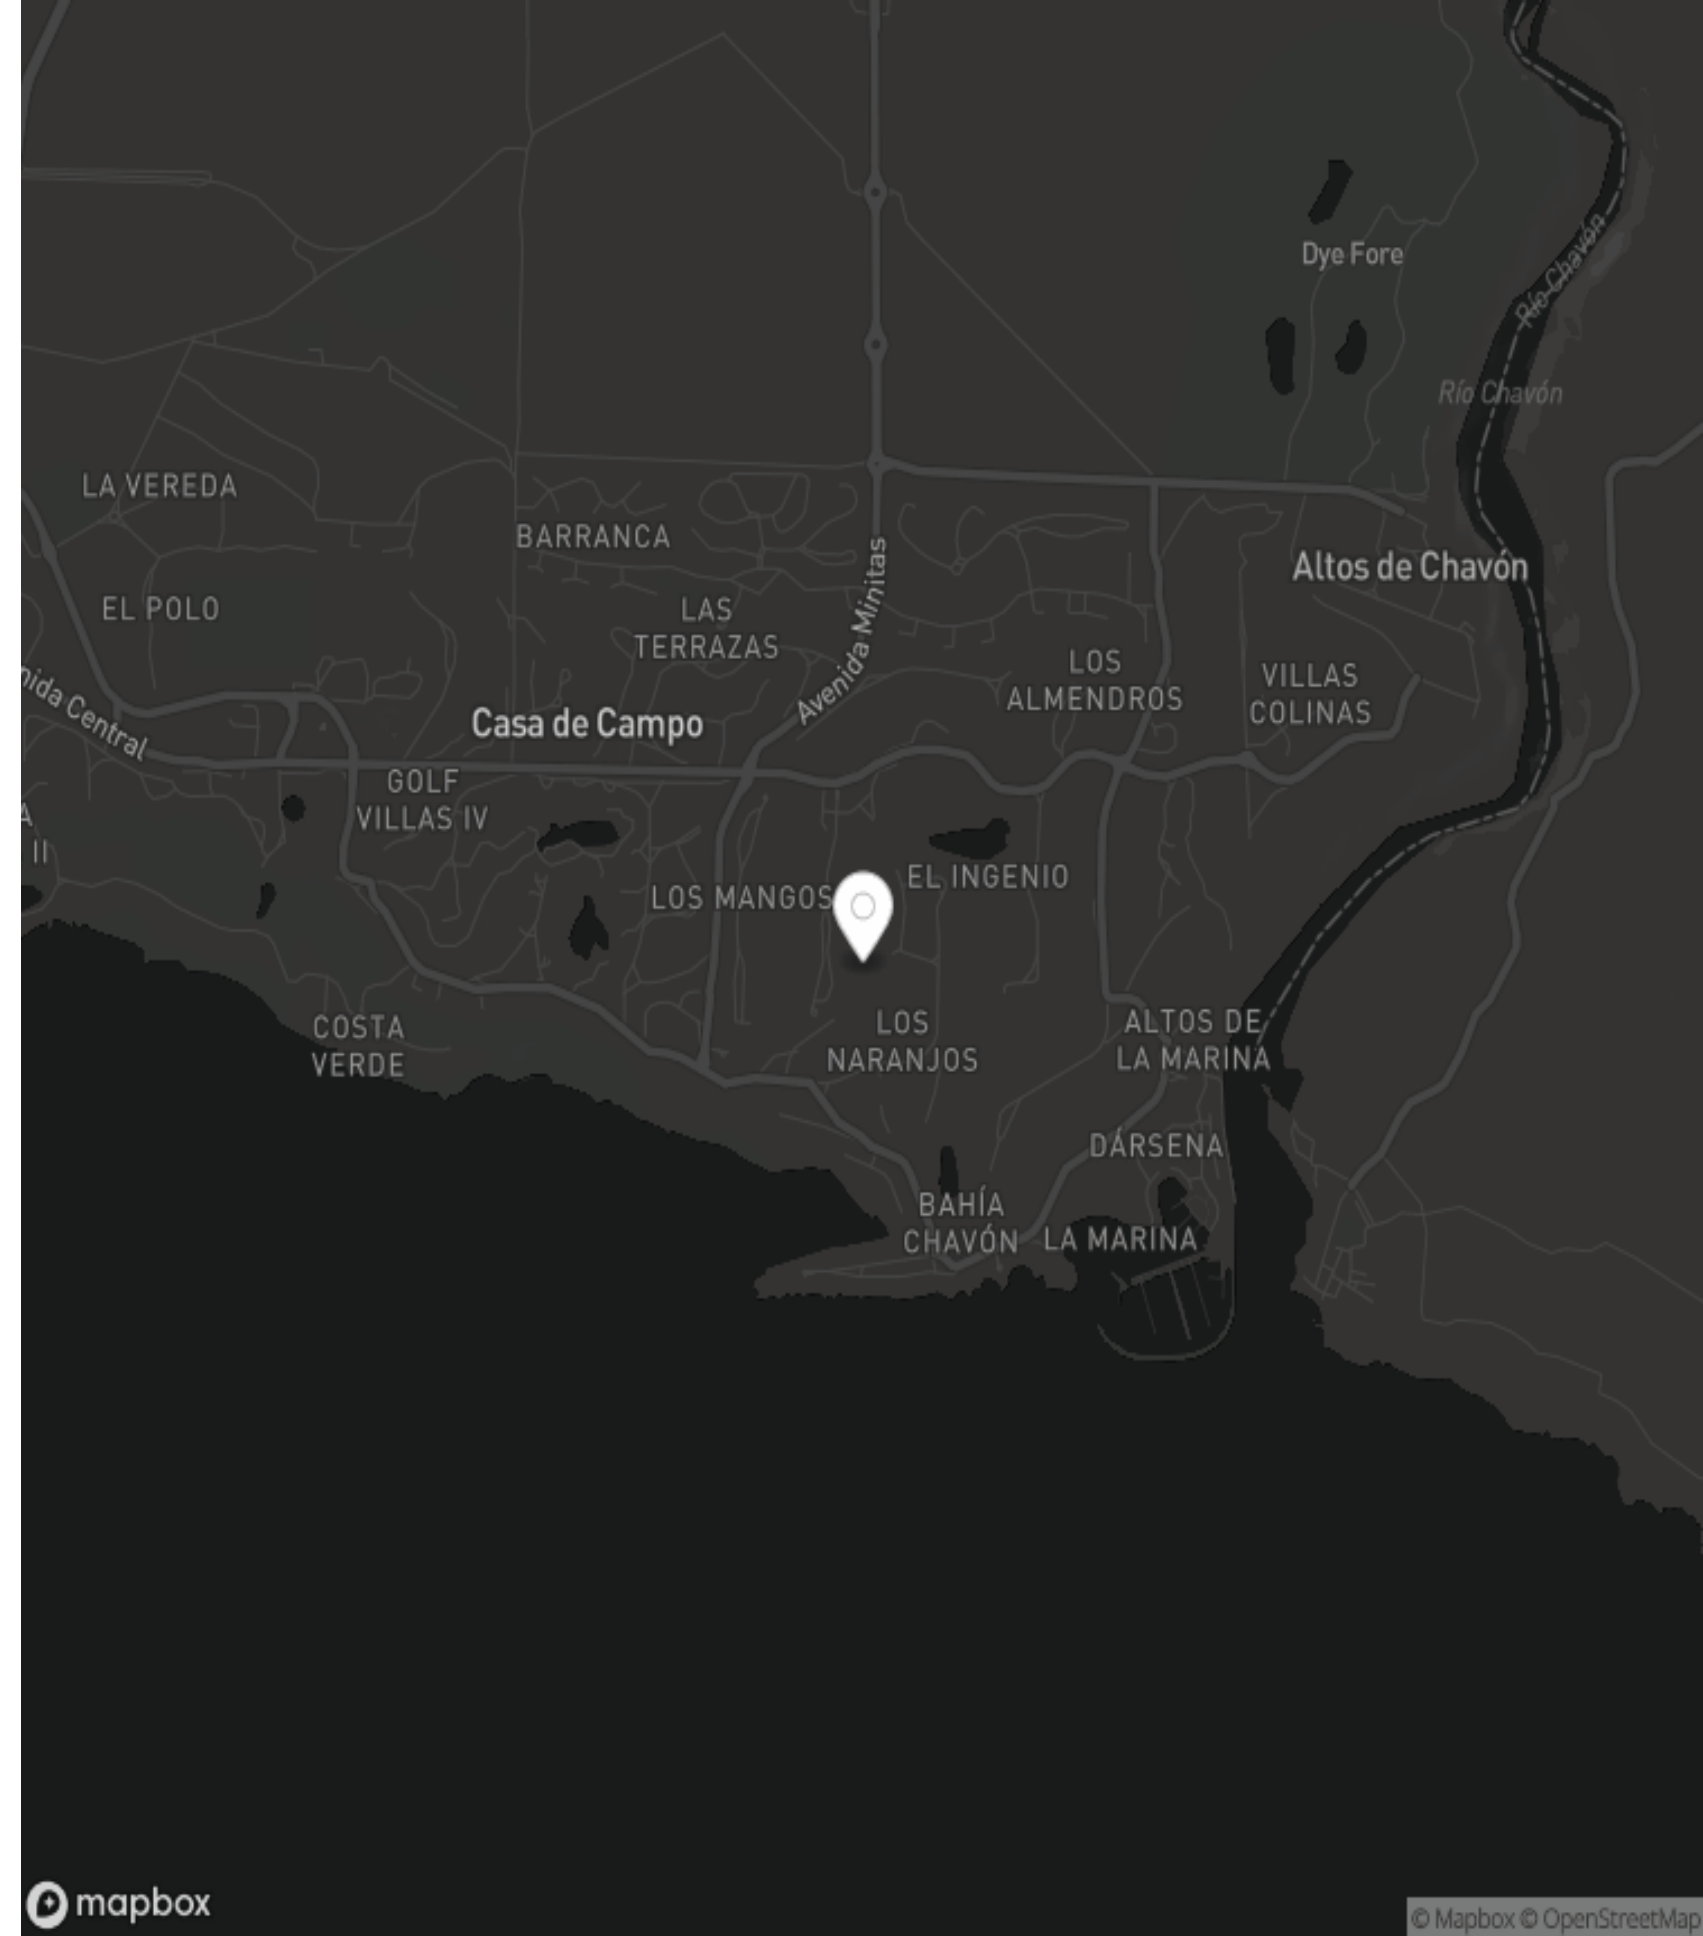 Dye Fore
Río Chavón
Río Chavón
LA VEREDA
BARRANCA
Avenida Minitas
Altos de Chavón
EL POLO
LAS
TERRAZAS
LOS
ALMENDROS
VILLAS
COLINAS
nida Central
Casa de Campo
GOLF
VILLAS IV
A
II
LOS MANGOS
EL INGENIO
COSTA
VERDE
LOS
NARANJOS
ALTOS DE
LA MARINA
DÁRSENA
BAHÍA
CHAVÓN
LA MARINA
mapbox
© Mapbox © OpenStreetMap